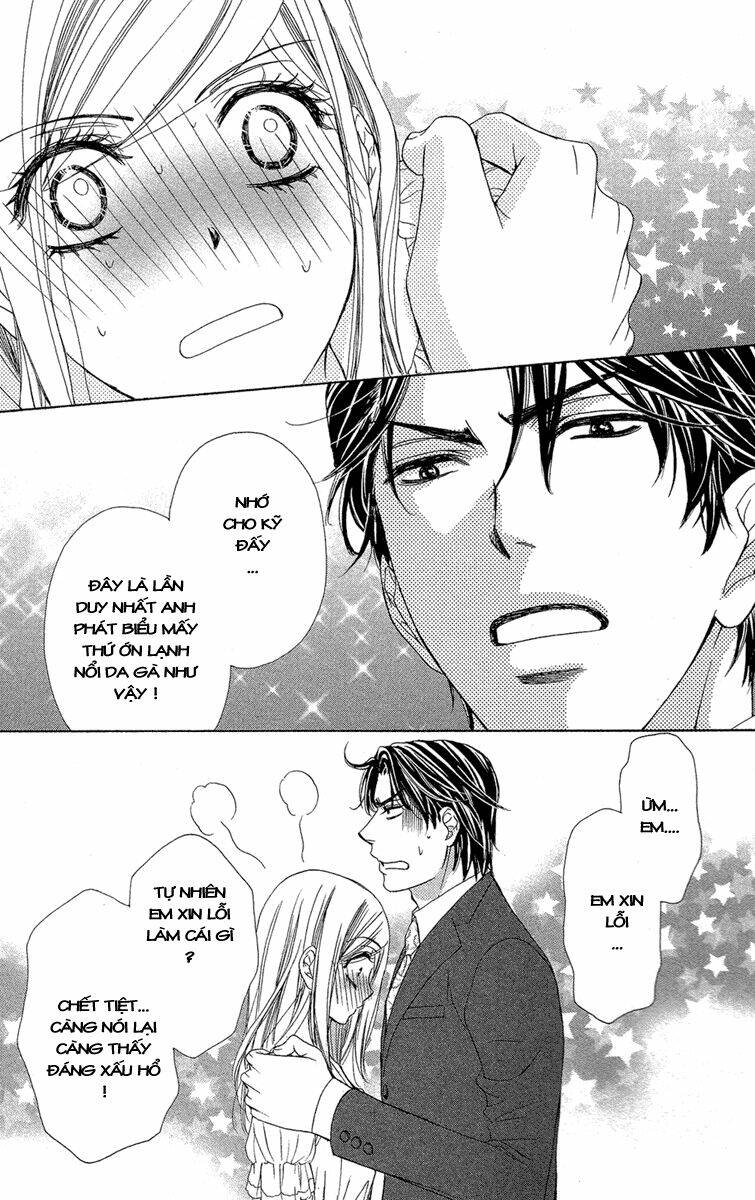 NHỚ
CHO KỸ
ĐẤY
...
ĐÂY LÀ LẦN
DUY NHẤT ANH
PHÁT BIỂU MẤY
THỨ ỚN LẠNH
NỔI DA GÀ NHƯ
VẬY !
ỪM...
EM....
EM XIN
LỖI
...
TỰ NHIÊN
EM XIN LỖI
LÀM CÁI GÌ
?
CHẾT TIỆT...
CÀNG NÓI LẠI
CÀNG THẤY
ĐÁNG XẤU HỔ
!